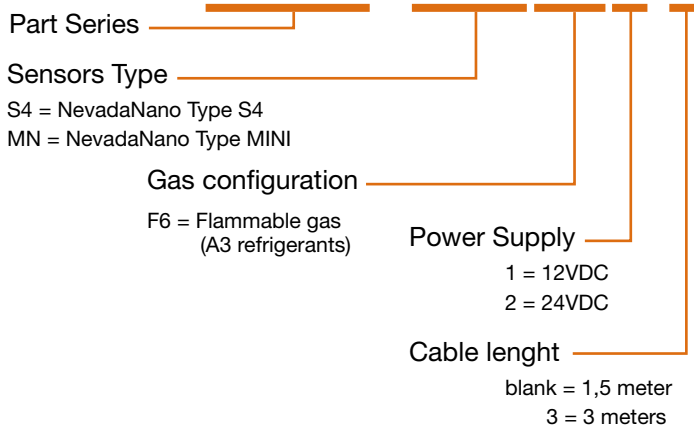 Part Series
Sensors Type
S4 = NevadaNano Type S4
MN = NevadaNano Type MINI
Gas configuration
F6 = Flammable gas
(A3 refrigerants)
Power Supply
1 = 12VDC
2 = 24VDC
Cable lenght
blank = 1,5 meter
3 = 3 meters